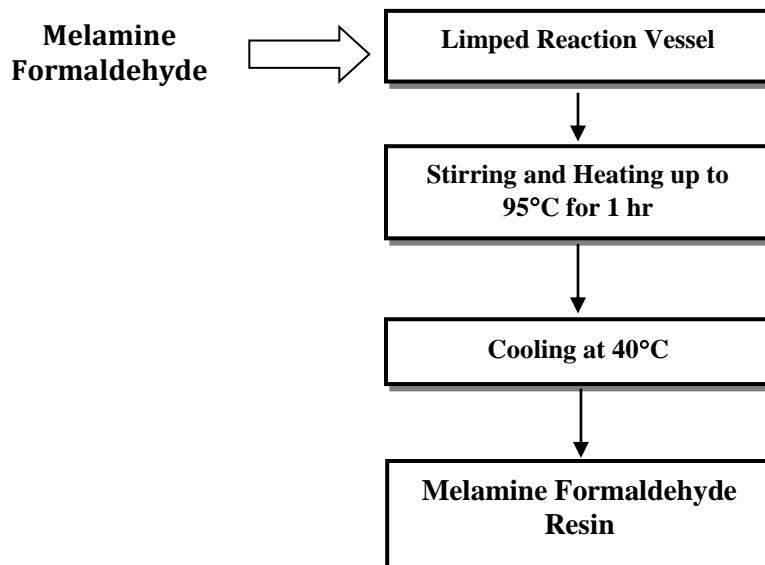 Melamine
Formaldehyde
Limped Reaction Vessel
Stirring and Heating up to
95°C for 1 hr
Cooling at 40°C
Melamine Formaldehyde
Resin